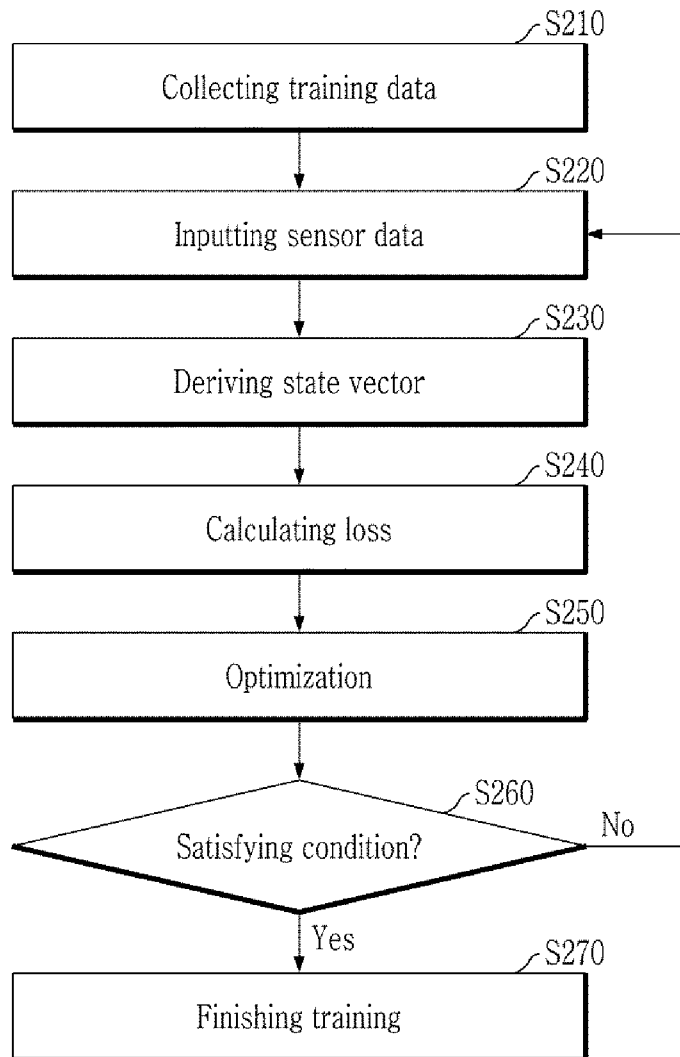 S210
Collecting training data
S220
Inputting sensor data
S230
Deriving state vector
S240
Calculating loss
S250
Optimization
S260
Satisfying condition?
No
Yes
S270
Finishing training